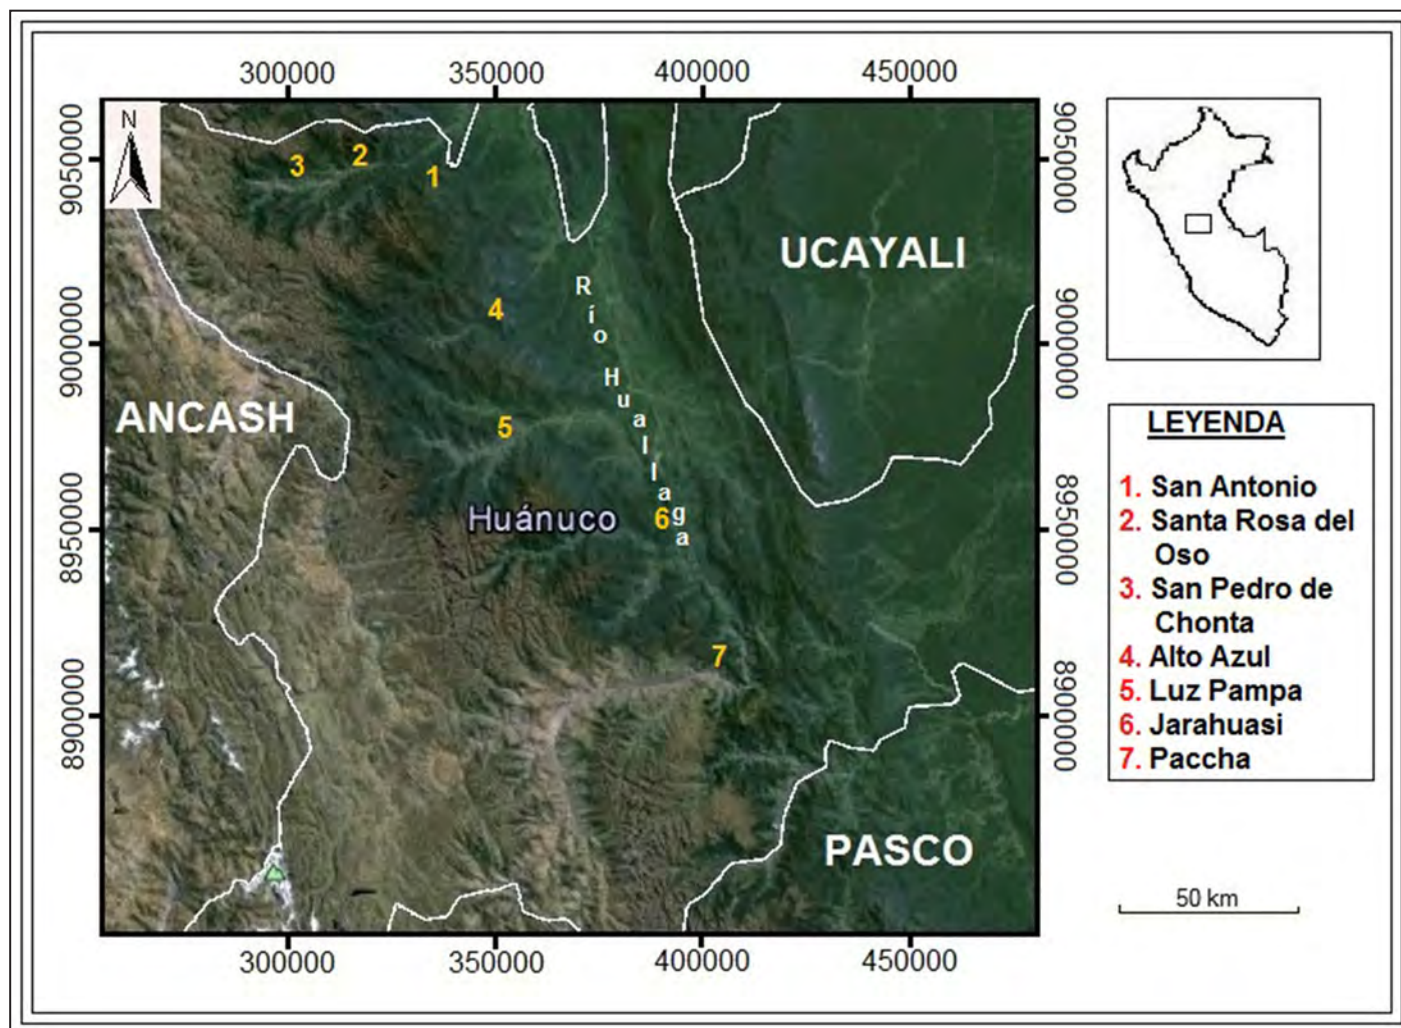 300000 350000 400000 450000
N
9050000
9050000
3 2 1
UCAYALI
Río Huallaga
4
9000000
9000000
ANCASH
5
LEYENDA
1. San Antonio
2. Santa Rosa del
Oso
3. San Pedro de
Chonta
4. Alto Azul
5. Luz Pampa
6. Jarahuasi
7. Paccha
Huánuco
6
8950000
8950000
7
8900000
8900000
PASCO
50 km
300000 350000 400000 450000